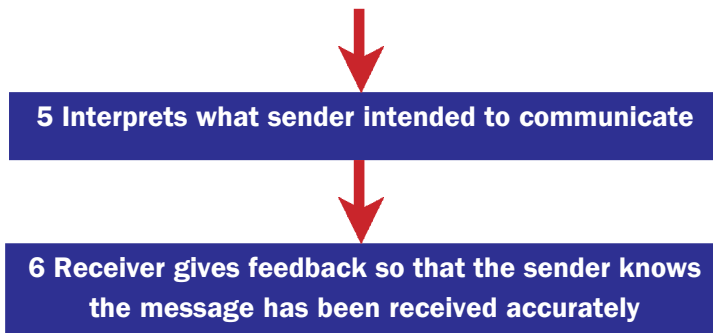 5 Interprets what sender intended to communicate
6 Receiver gives feedback so that the sender knows
the message has been received accurately